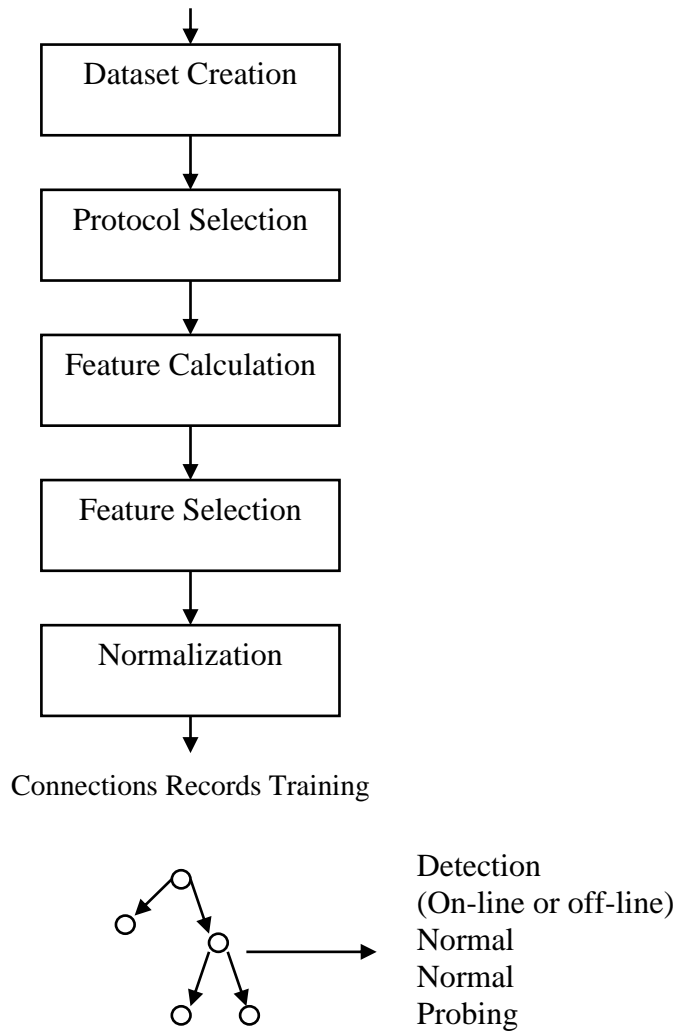 Dataset Creation
Protocol Selection
Feature Calculation
Feature Selection
Normalization
Connections Records Training
Detection
(On-line or off-line)
Normal
Normal
Probing